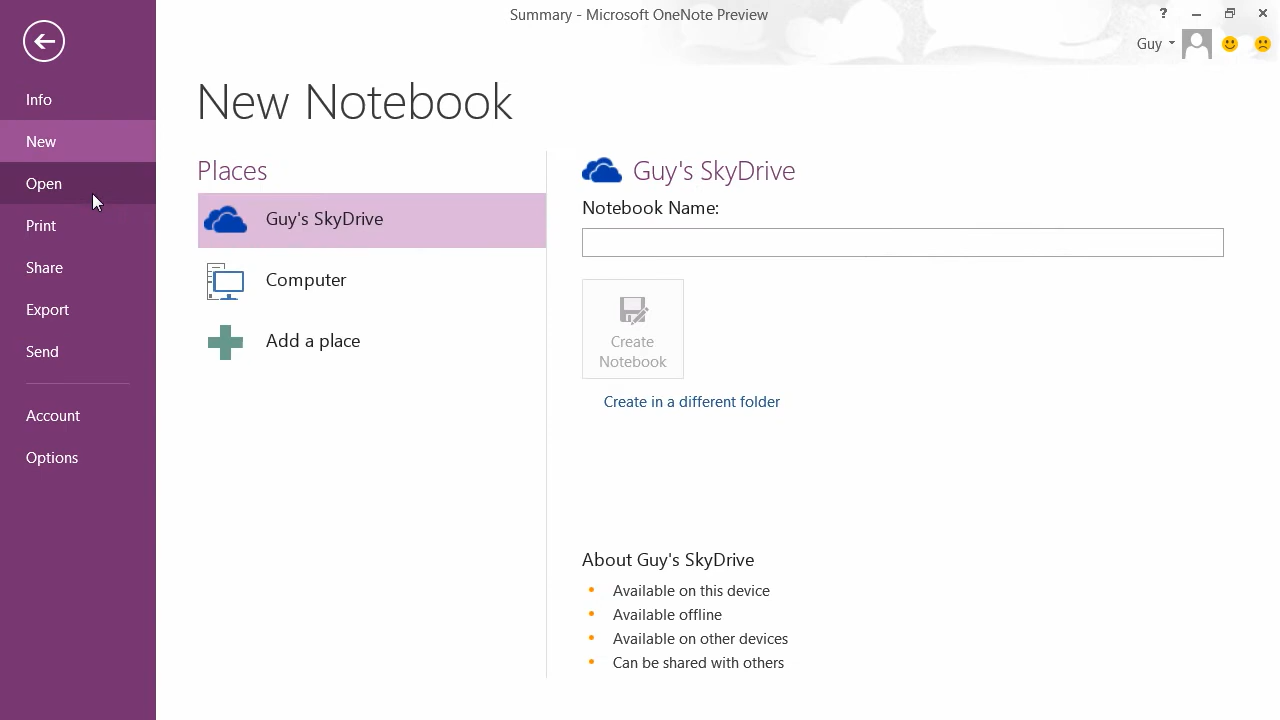 Summary - Microsoft OneNote Preview
?
Guy
Info
New
Open
Print
Share
Export
Send
Account
Options
New Notebook
Places
Guy's SkyDrive
Computer
Add a place
Guy's SkyDrive
Notebook Name:
Create
Notebook
Create in a different folder
About Guy's SkyDrive
• Available on this device
• Available offline
• Available on other devices
• Can be shared with others